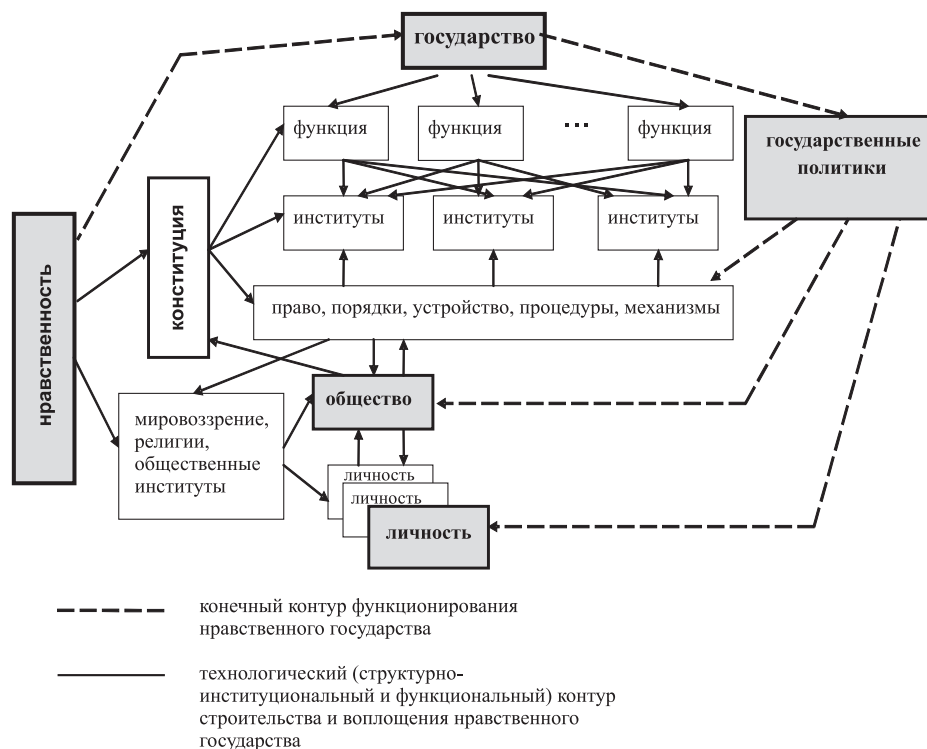 государство
функция
функция
...
функция
государственные
политики
нравственность
конституция
институты
институты
институты
право, порядки, устройство, процедуры, механизмы
общество
мировоззрение,
религии,
общественные
институты
личность
личность
личность
конечный контур функционирования
нравственного государства
технологический (структурно-
институциональный и функциональный) контур
строительства и воплощения нравственного
государства